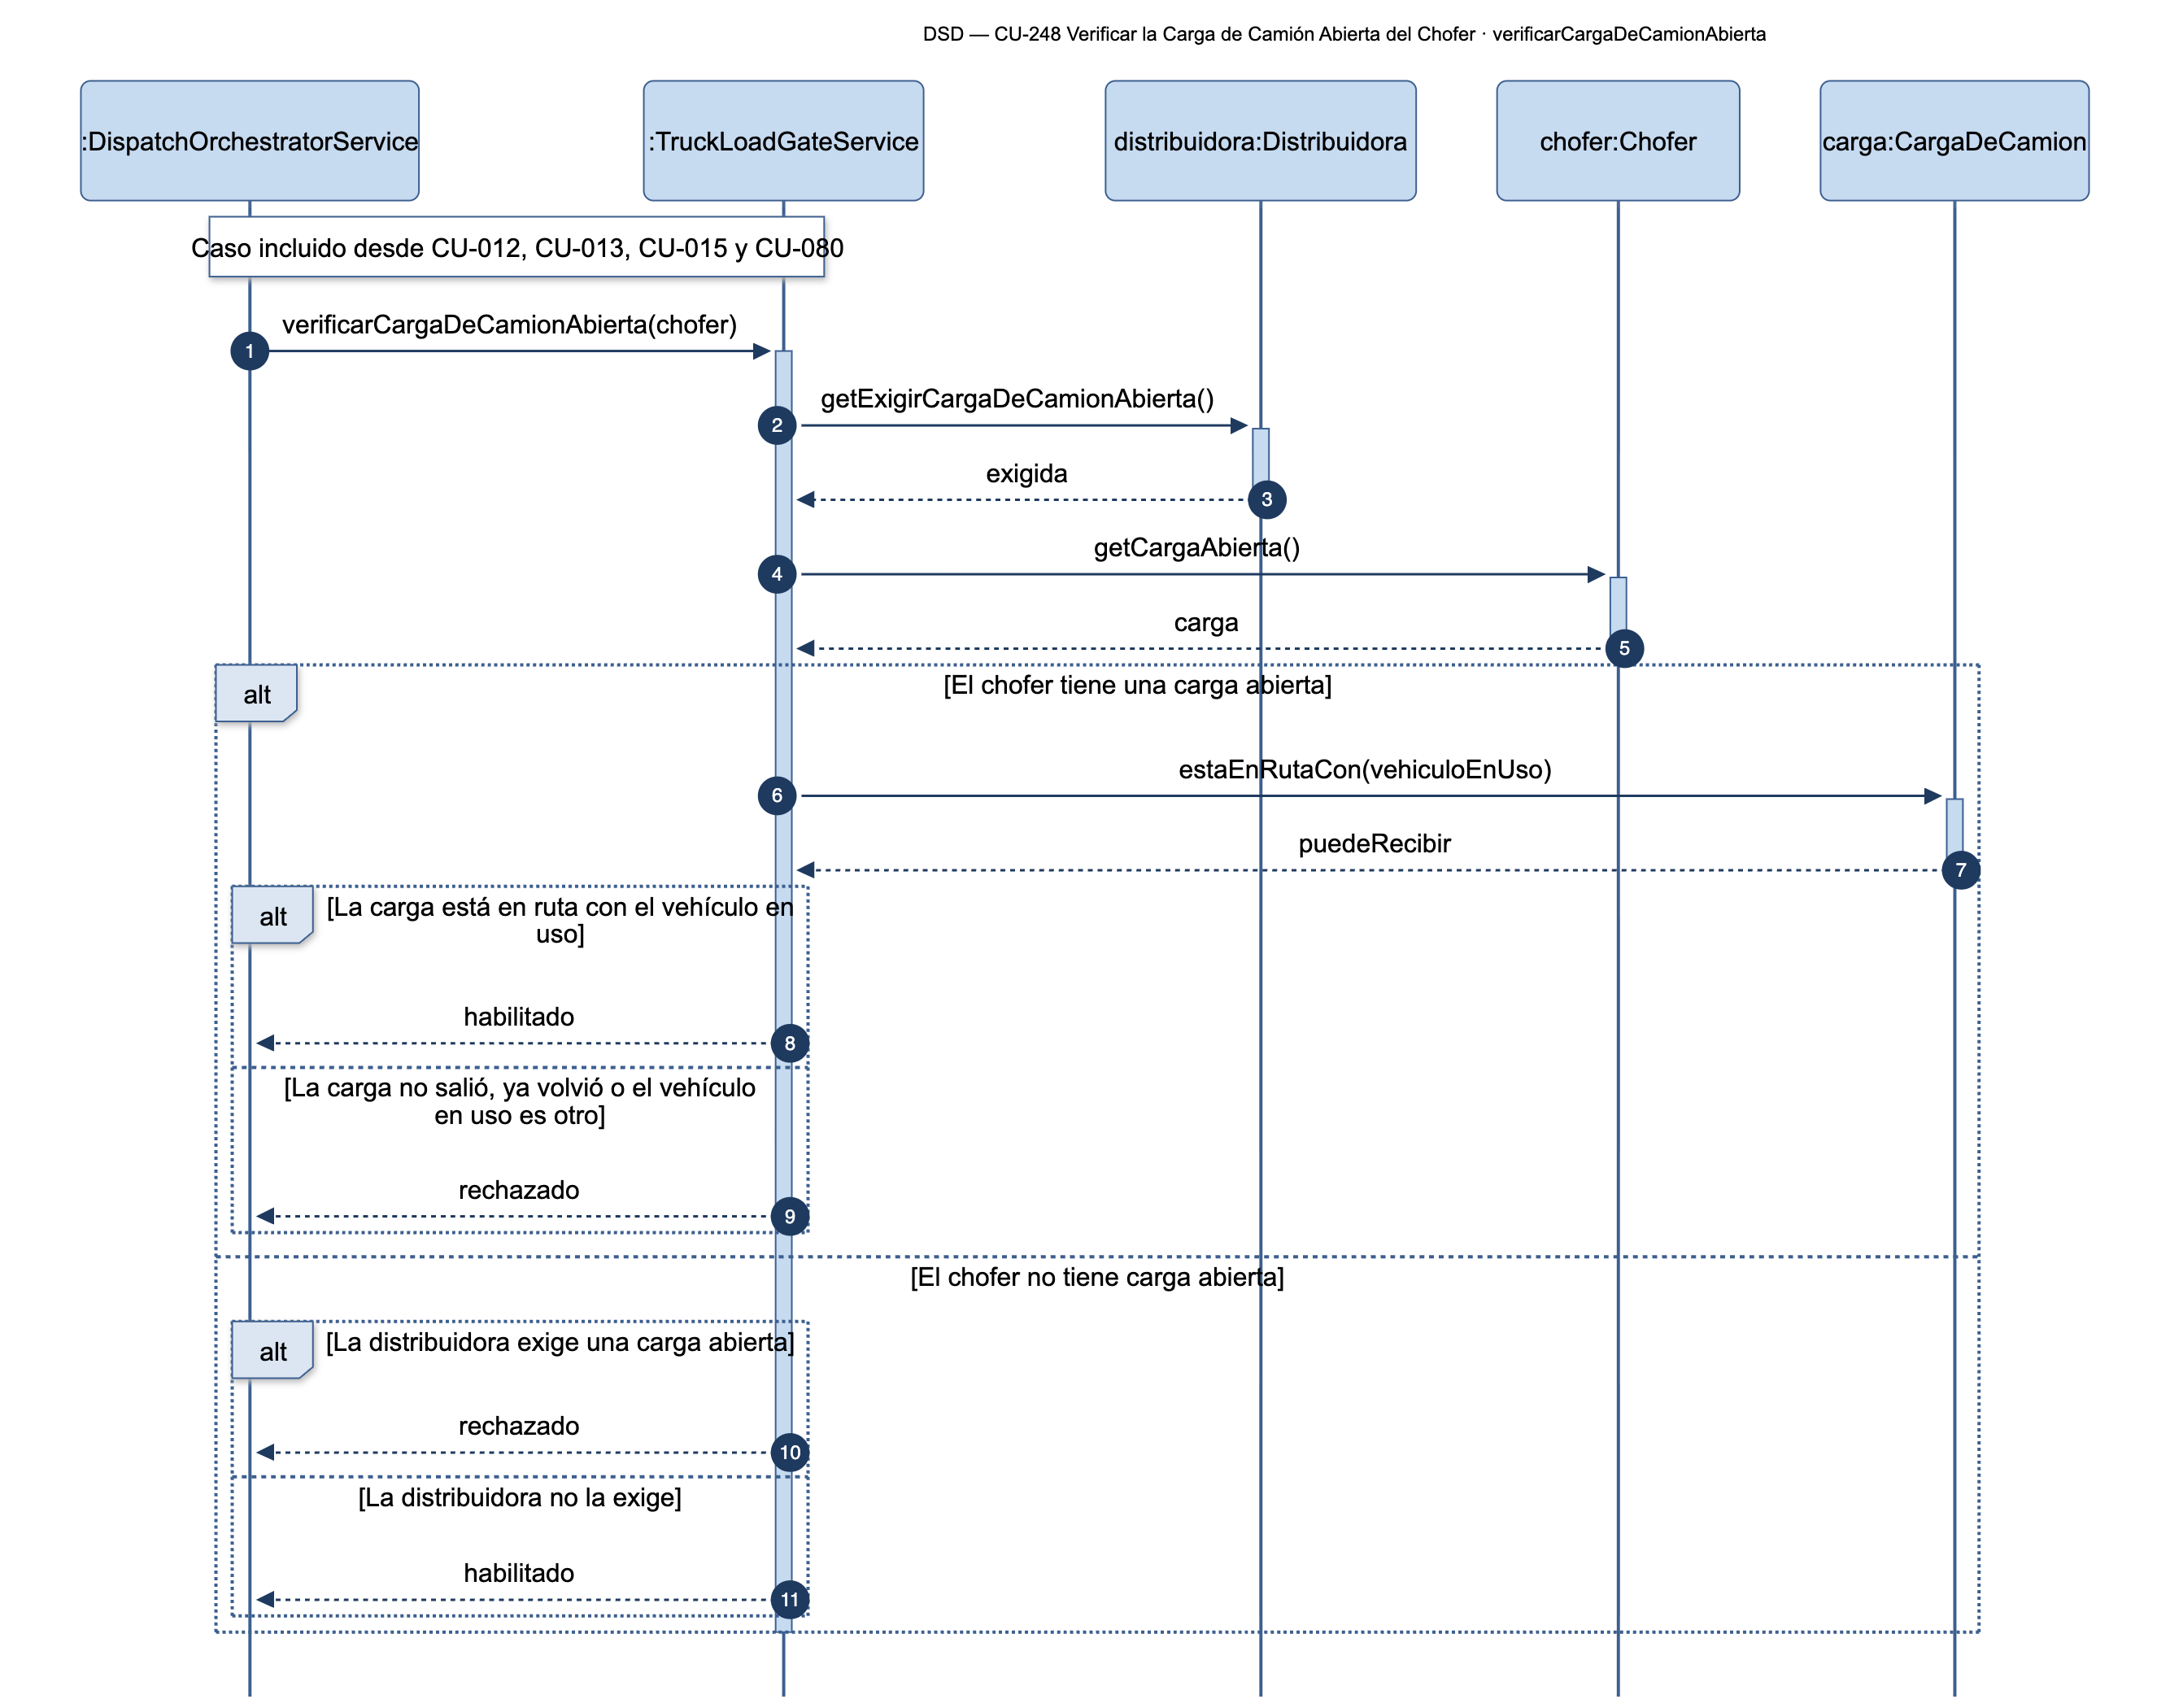 DSD — CU-248 Verificar la Carga de Camión Abierta del Chofer · verificarCargaDeCamionAbierta
:DispatchOrchestratorService
:TruckLoadGateService
distribuidora:Distribuidora
chofer:Chofer
carga:CargaDeCamion
Caso incluido desde CU-012, CU-013, CU-015 y CU-080
verificarCargaDeCamionAbierta(chofer)
1
getExigirCargaDeCamionAbierta()
2
exigida
3
getCargaAbierta()
4
carga
5
alt
[El chofer tiene una carga abierta]
estaEnRutaCon(vehiculoEnUso)
6
puedeRecibir
7
alt
[La carga está en ruta con el vehículo en
uso]
habilitado
8
[La carga no salió, ya volvió o el vehículo
en uso es otro]
rechazado
9
[El chofer no tiene carga abierta]
alt
[La distribuidora exige una carga abierta]
rechazado
10
[La distribuidora no la exige]
habilitado
11